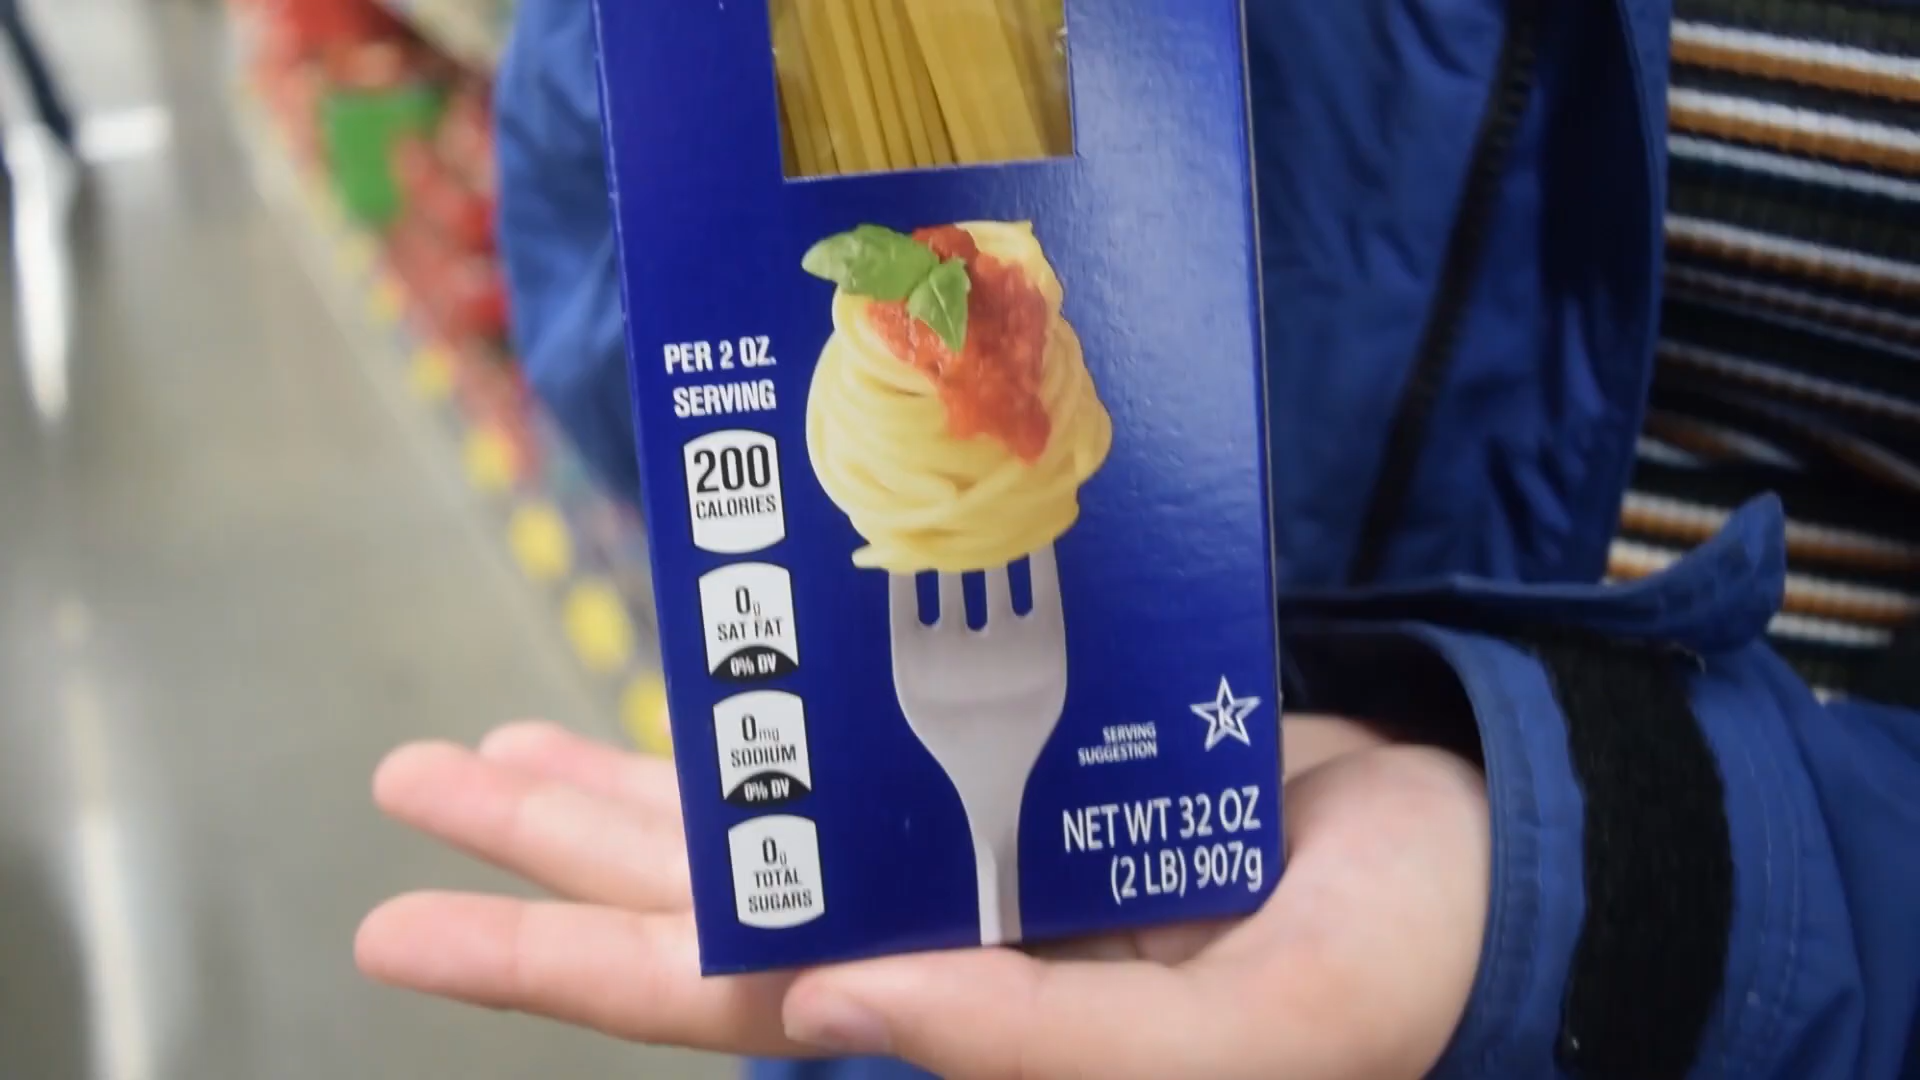 PER 2 OZ.
SERVING
200
CALORIES
0g
SAT FAT
0% DV
0mg
SODIUM
0% DV
0g
TOTAL
SUGARS
SERVING
SUGGESTION
K
NET WT 32 OZ
(2 LB) 907g